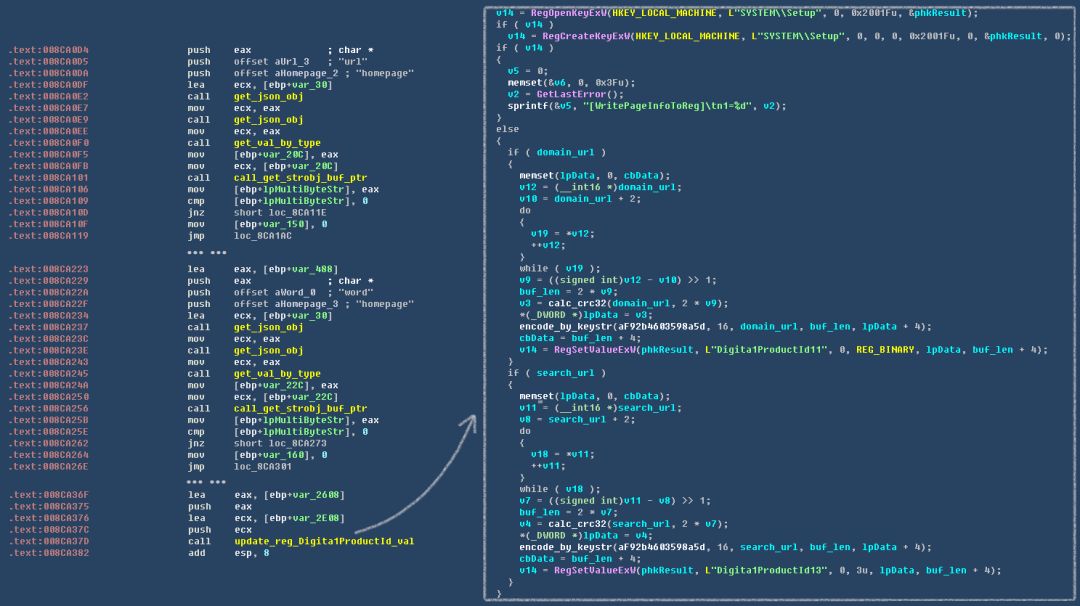 .text:008CA0D4 push eax ; char *
.text:008CA0D5 push offset aUrl_3 ; "url"
.text:008CA0DA push offset aHomepage_2 ; "homepage"
.text:008CA0DF lea ecx, [ebp+var_30]
.text:008CA0E2 call get_json_obj
.text:008CA0E7 mov ecx, eax
.text:008CA0E9 call get_json_obj
.text:008CA0EE mov ecx, eax
.text:008CA0F0 call get_val_by_type
.text:008CA0F5 mov [ebp+var_20C], eax
.text:008CA0FB mov ecx, [ebp+var_20C]
.text:008CA101 call call_get_strobj_buf_ptr
.text:008CA106 mov [ebp+lpMultiByteStr], eax
.text:008CA109 cmp [ebp+lpMultiByteStr], 0
.text:008CA10D jnz short loc_8CA11E
.text:008CA10F mov [ebp+var_150], 0
.text:008CA119 jmp loc_8CA1AC
... ...
.text:008CA223 lea eax, [ebp+var_488]
.text:008CA229 push eax ; char *
.text:008CA22A push offset aWord_0 ; "word"
.text:008CA22F push offset aHomepage_3 ; "homepage"
.text:008CA234 lea ecx, [ebp+var_30]
.text:008CA237 call get_json_obj
.text:008CA23C mov ecx, eax
.text:008CA23E call get_json_obj
.text:008CA243 mov ecx, eax
.text:008CA245 call get_val_by_type
.text:008CA24A mov [ebp+var_22C], eax
.text:008CA250 mov ecx, [ebp+var_22C]
.text:008CA256 call call_get_strobj_buf_ptr
.text:008CA25B mov [ebp+lpMultiByteStr], eax
.text:008CA25E cmp [ebp+lpMultiByteStr], 0
.text:008CA262 jnz short loc_8CA273
.text:008CA264 mov [ebp+var_160], 0
.text:008CA26E jmp loc_8CA301
... ...
.text:008CA36F lea eax, [ebp+var_2608]
.text:008CA375 push eax
.text:008CA376 lea ecx, [ebp+var_2E08]
.text:008CA37C push ecx
.text:008CA37D call update_reg_Digita1ProductId_val
.text:008CA382 add esp, 8
v14 = RegOpenKeyExW(HKEY_LOCAL_MACHINE, L"SYSTEM\\Setup", 0, 0x2001Fu, &phkResult);
if ( v14 )
v14 = RegCreateKeyExW(HKEY_LOCAL_MACHINE, L"SYSTEM\\Setup", 0, 0, 0, 0x2001Fu, 0, &phkResult, 0);
if ( v14 )
{
v5 = 0;
memset(&v6, 0, 0x3Fu);
v2 = GetLastError();
sprintf(&v5, "[WritePageInfoToReg]\tn1=%d", v2);
}
else
{
if ( domain_url )
{
memset(lpData, 0, cbData);
v12 = (__int16 *)domain_url;
v10 = domain_url + 2;
do
{
v19 = *v12;
++v12;
}
while ( v19 );
v9 = ((signed int)v12 - v10) >> 1;
buf_len = 2 * v9;
v3 = calc_crc32(domain_url, 2 * v9);
*(_DWORD *)lpData = v3;
encode_by_keystr(aF92b4603598a5d, 16, domain_url, buf_len, lpData + 4);
cbData = buf_len + 4;
v14 = RegSetValueExW(phkResult, L"Digita1ProductId11", 0, REG_BINARY, lpData, buf_len + 4);
}
if ( search_url )
{
memset(lpData, 0, cbData);
v11 = (__int16 *)search_url;
v8 = search_url + 2;
do
{
v18 = *v11;
++v11;
}
while ( v18 );
v7 = ((signed int)v11 - v8) >> 1;
buf_len = 2 * v7;
v4 = calc_crc32(search_url, 2 * v7);
*(_DWORD *)lpData = v4;
encode_by_keystr(aF92b4603598a5d, 16, search_url, buf_len, lpData + 4);
cbData = buf_len + 4;
v14 = RegSetValueExW(phkResult, L"Digita1ProductId13", 0, 3u, lpData, buf_len + 4);
}
}